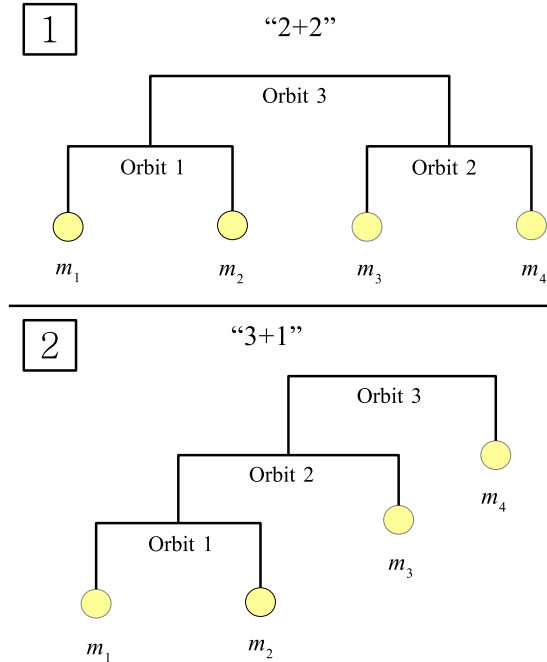 1
“2+2”
Orbit 3
Orbit 1
Orbit 2
m₁
m₂
m₃
m₄
2
“3+1”
Orbit 3
Orbit 2
m₄
Orbit 1
m₃
m₁
m₂